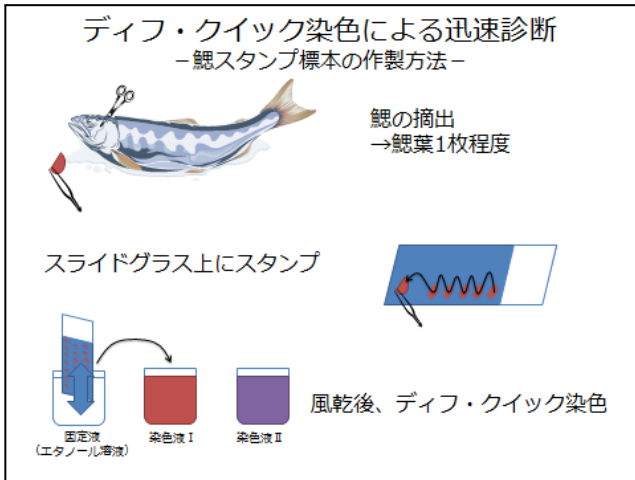 ディフ・クイック染色による迅速診断
－鰓スタンプ標本の作製方法－
鰓の摘出
→鰓葉1枚程度
スライドグラス上にスタンプ
風乾後、ディフ・クイック染色
固定液
(エタノール溶液)
染色液Ⅰ
染色液Ⅱ